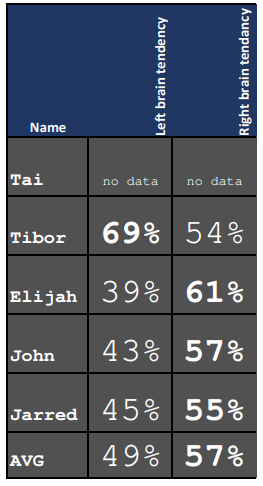 Name Left brain tendency Right brain tendancy
Tai no data no data
Tibor 69% 54%
Elijah 39% 61%
John 43% 57%
Jarred 45% 55%
AVG 49% 57%